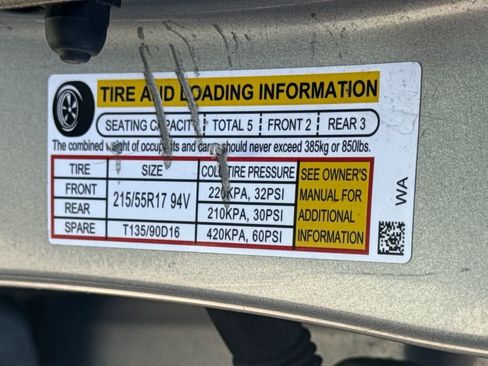 TIRE AND LOADING INFORMATION
SEATING CAPACITY TOTAL 5 FRONT 2 REAR 3
The combined weight of occupants and cargo should never exceed 385kg or 850lbs.
TIRE SIZE COLD TIRE PRESSURE SEE OWNER'S MANUAL FOR ADDITIONAL INFORMATION
FRONT 215/55R17 94V 220KPA, 32PSI
REAR 210KPA, 30PSI
SPARE T135/90D16 420KPA, 60PSI
WA